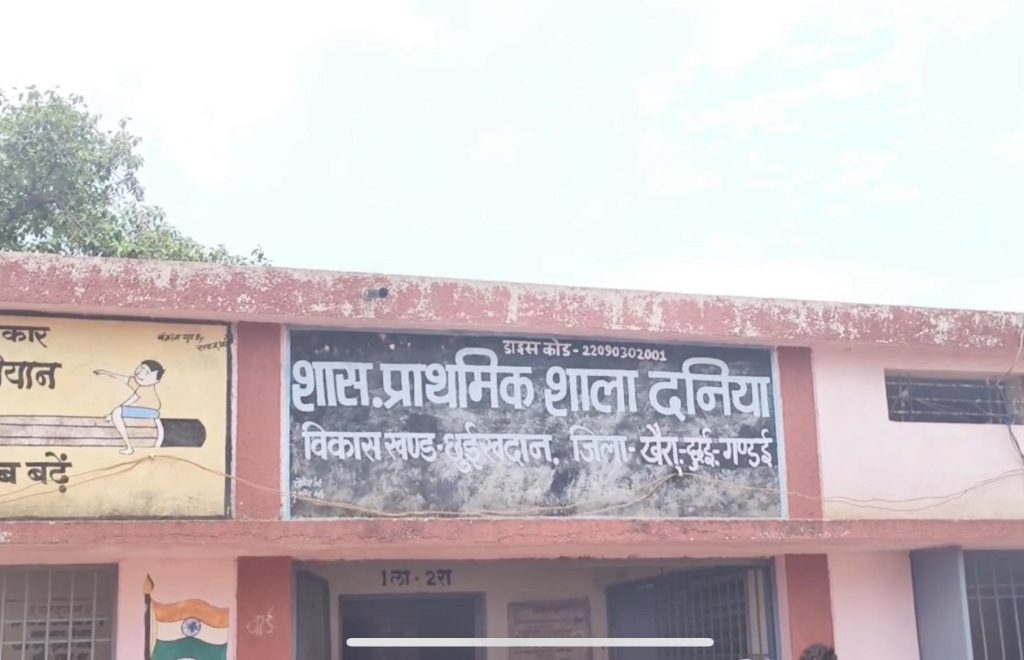 कार
यान
ब बढ़ें
डाइस कोड - 22090302001
शास. प्राथमिक शाला दनिया
विकास खण्ड-छुईखदान, जिला- खैरा-छुई-गण्डई
1ला - 2रा